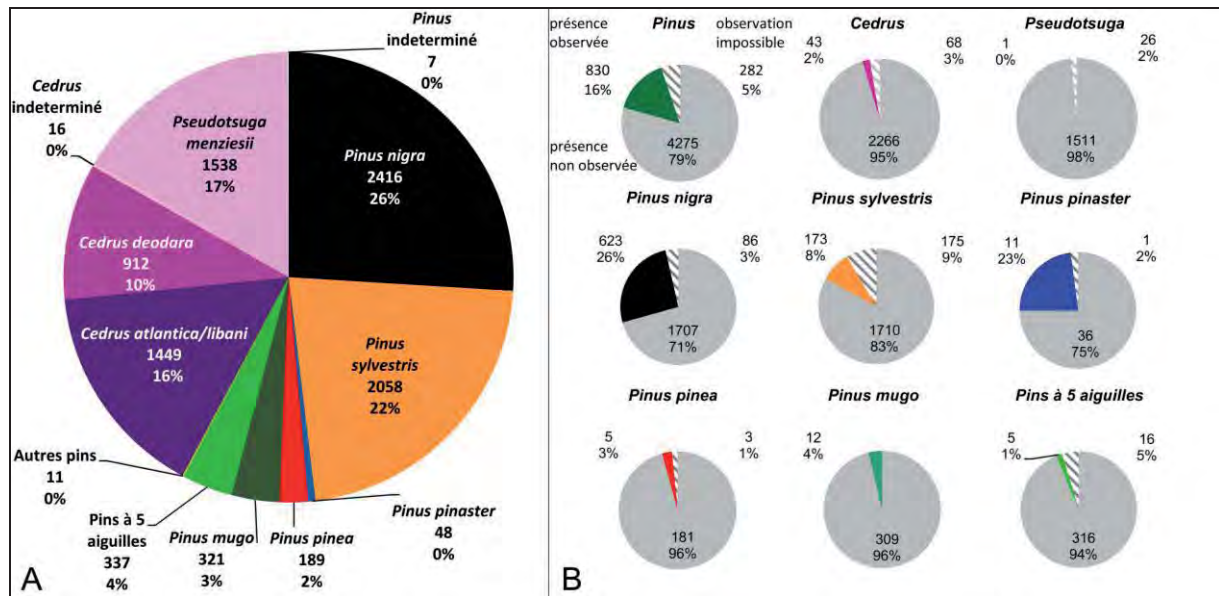 Pinus
indeterminé
7
0%
Cedrus
indeterminé
16
0%
Pseudotsuga
menziesii
1538
17%
Pinus nigra
2416
26%
Cedrus deodara
912
10%
Cedrus atlantica/libani
1449
16%
Pinus
sylvestris
2058
22%
Autres pins
11
0%
Pins à 5
aiguilles
337
4%
Pinus mugo
321
3%
Pinus pinea
189
2%
Pinus pinaster
48
0%
A
présence
observée
Pinus
observation
impossible
830
16%
282
5%
présence
non observée
4275
79%
Cedrus
43
2%
68
3%
2266
95%
Pseudotsuga
1
0%
26
2%
1511
98%
Pinus nigra
623
26%
86
3%
1707
71%
Pinus sylvestris
173
8%
175
9%
1710
83%
Pinus pinaster
11
23%
1
2%
36
75%
Pinus pinea
5
3%
3
1%
181
96%
Pinus mugo
12
4%
309
96%
Pins à 5 aiguilles
5
1%
16
5%
316
94%
B